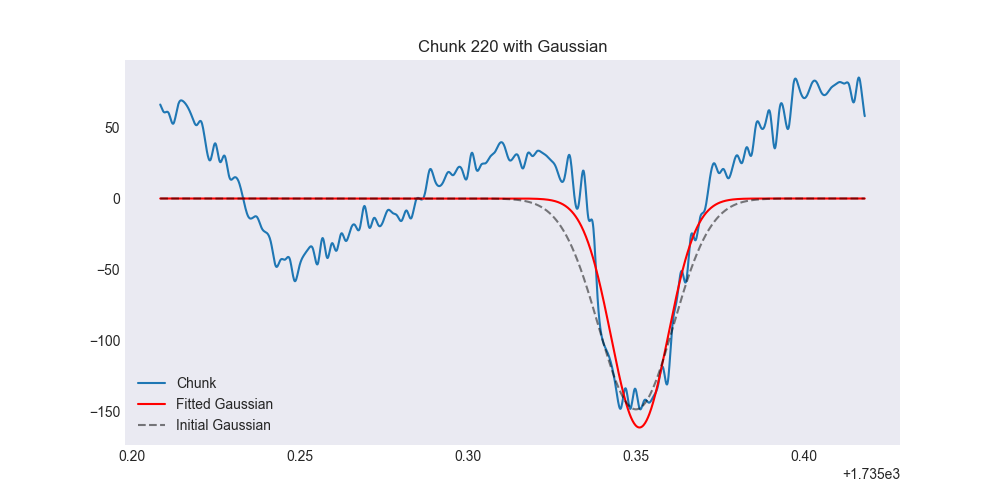 Chunk 220 with Gaussian
50
0
−50
−100
−150
Chunk
Fitted Gaussian
Initial Gaussian
0.20 0.25 0.30 0.35 0.40
+1.735e3